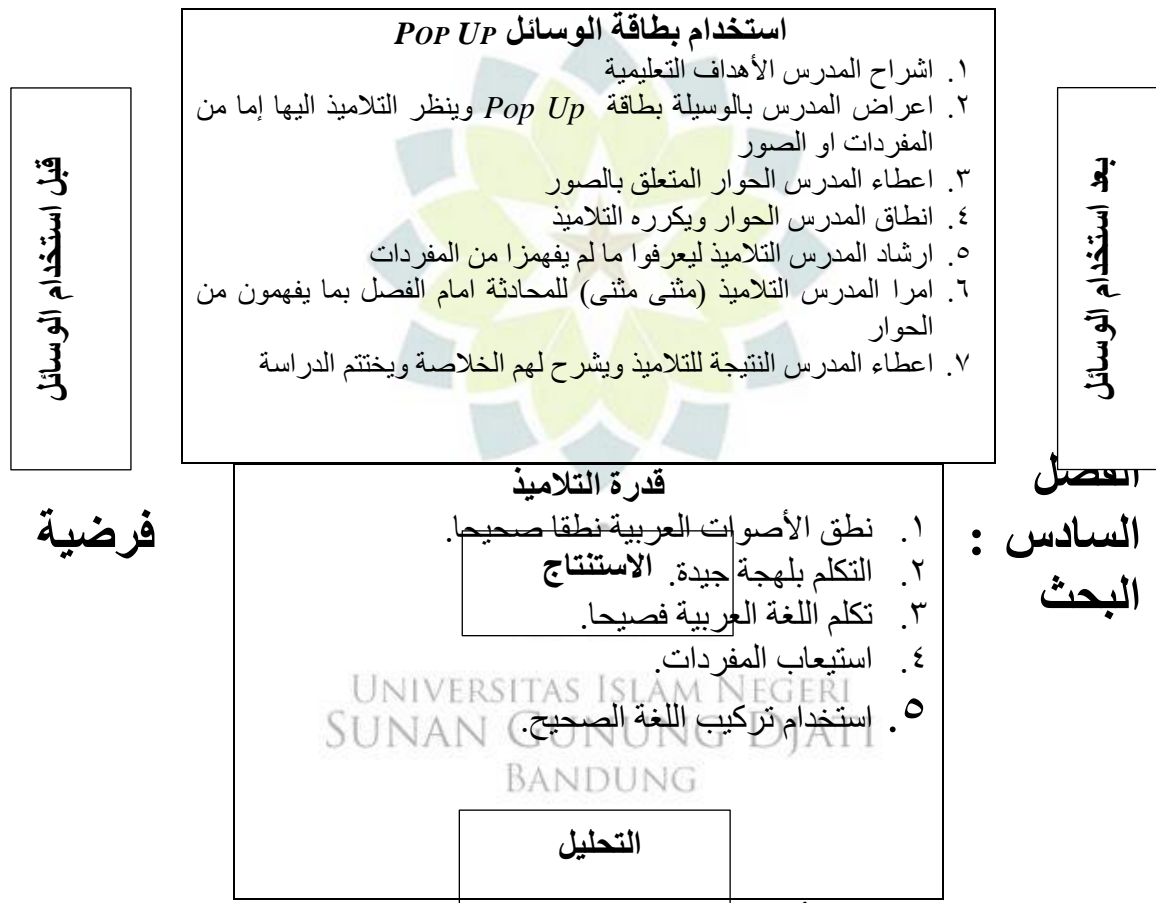 استخدام بطاقة الوسائل POP UP
١. اشراح المدرس الأهداف التعليمية
٢. اعراض المدرس بالوسيلة بطاقة Pop Up وينظر التلاميذ اليها إما من
المفردات او الصور
٣. اعطاء المدرس الحوار المتعلق بالصور
٤. انطاق المدرس الحوار ويكرره التلاميذ
٥. ارشاد المدرس التلاميذ ليعرفوا ما لم يفهمزا من المفردات
٦. امرا المدرس التلاميذ (مثنى مثنى) للمحادثة امام الفصل بما يفهمون من
الحوار
٧. اعطاء المدرس النتيجة للتلاميذ ويشرح لهم الخلاصة ويختتم الدراسة
بعد استخدام الوسائل
قبل استخدام الوسائل
الفصل
السادس : فرضية
البحث
قدرة التلاميذ
١. نطق الأصوات العربية نطقا صحيحا.
٢. التكلم بلهجة جيدة.
الاستنتاج
٣. تكلم اللغة العربية فصيحا.
٤. استيعاب المفردات.
٥. استخدام تركيب اللغة الصحيح.
UNIVERSITAS ISLAM NEGERI
SUNAN GUNUNG DJATI
BANDUNG
التحليل